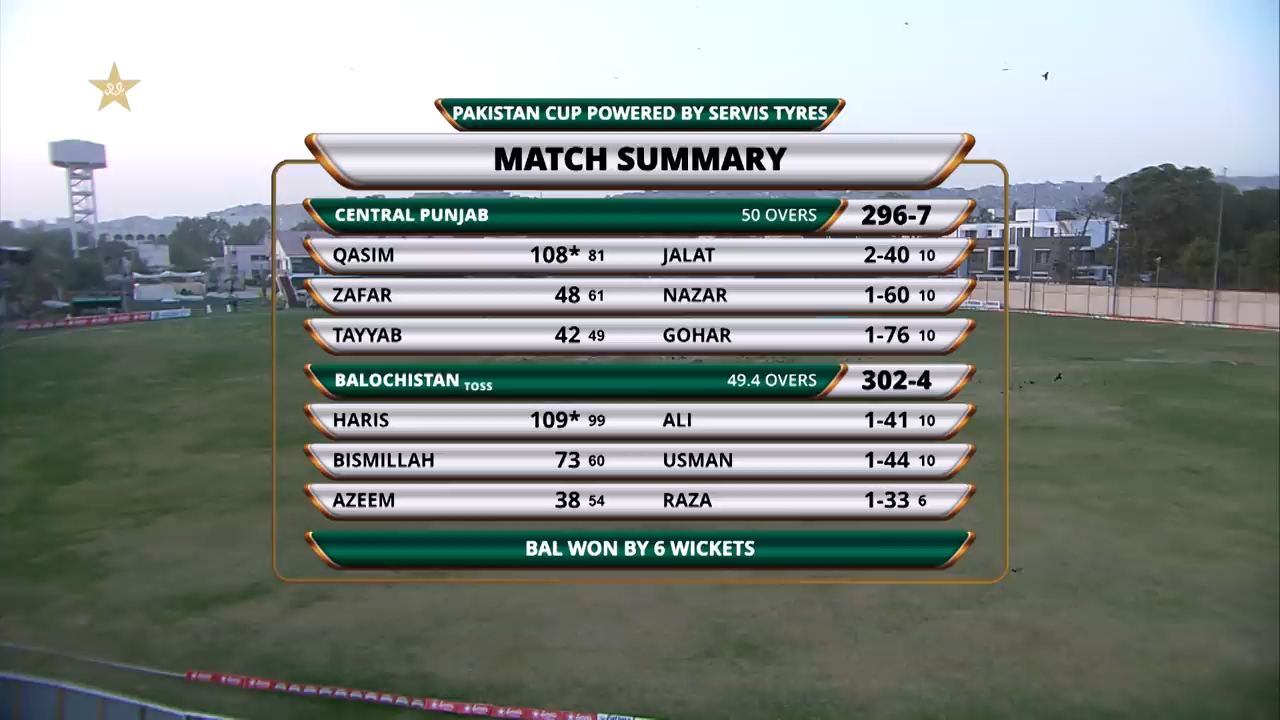 PAKISTAN CUP POWERED BY SERVIS TYRES
MATCH SUMMARY
CENTRAL PUNJAB 50 OVERS 296-7
QASIM 108* 81 JALAT 2-40 10
ZAFAR 48 61 NAZAR 1-60 10
TAYYAB 42 49 GOHAR 1-76 10
BALOCHISTAN TOSS 49.4 OVERS 302-4
HARIS 109* 99 ALI 1-41 10
BISMILLAH 73 60 USMAN 1-44 10
AZEEM 38 54 RAZA 1-33 6
BAL WON BY 6 WICKETS